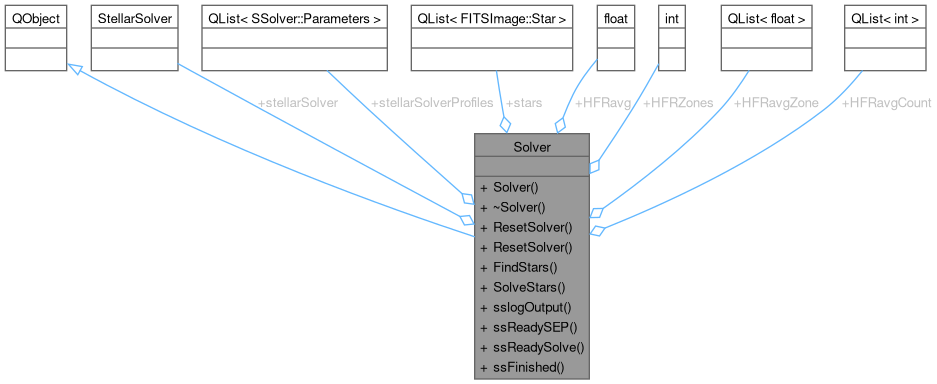 QObject
StellarSolver
QList< SSolver::Parameters >
QList< FITSImage::Star >
float
int
QList< float >
QList< int >
+stellarSolver
+stellarSolverProfiles
+stars
+HFRavg
+HFRZones
+HFRavgZone
+HFRavgCount
Solver
+ Solver()
+ ~Solver()
+ ResetSolver()
+ ResetSolver()
+ FindStars()
+ SolveStars()
+ sslogOutput()
+ ssReadySEP()
+ ssReadySolve()
+ ssFinished()